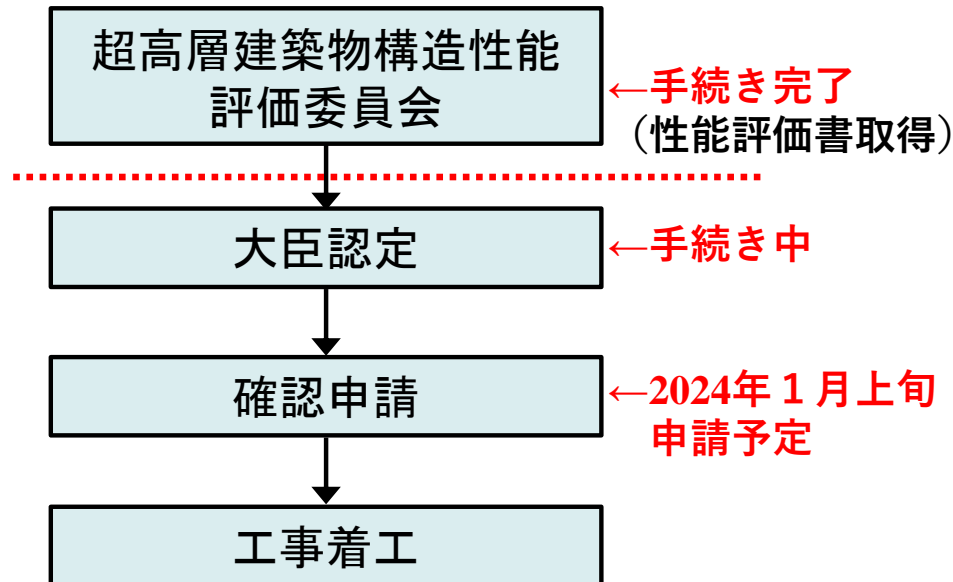 超高層建築物構造性能
評価委員会
←手続き完了
（性能評価書取得）
大臣認定
←手続き中
確認申請
←2024年１月上旬
申請予定
工事着工